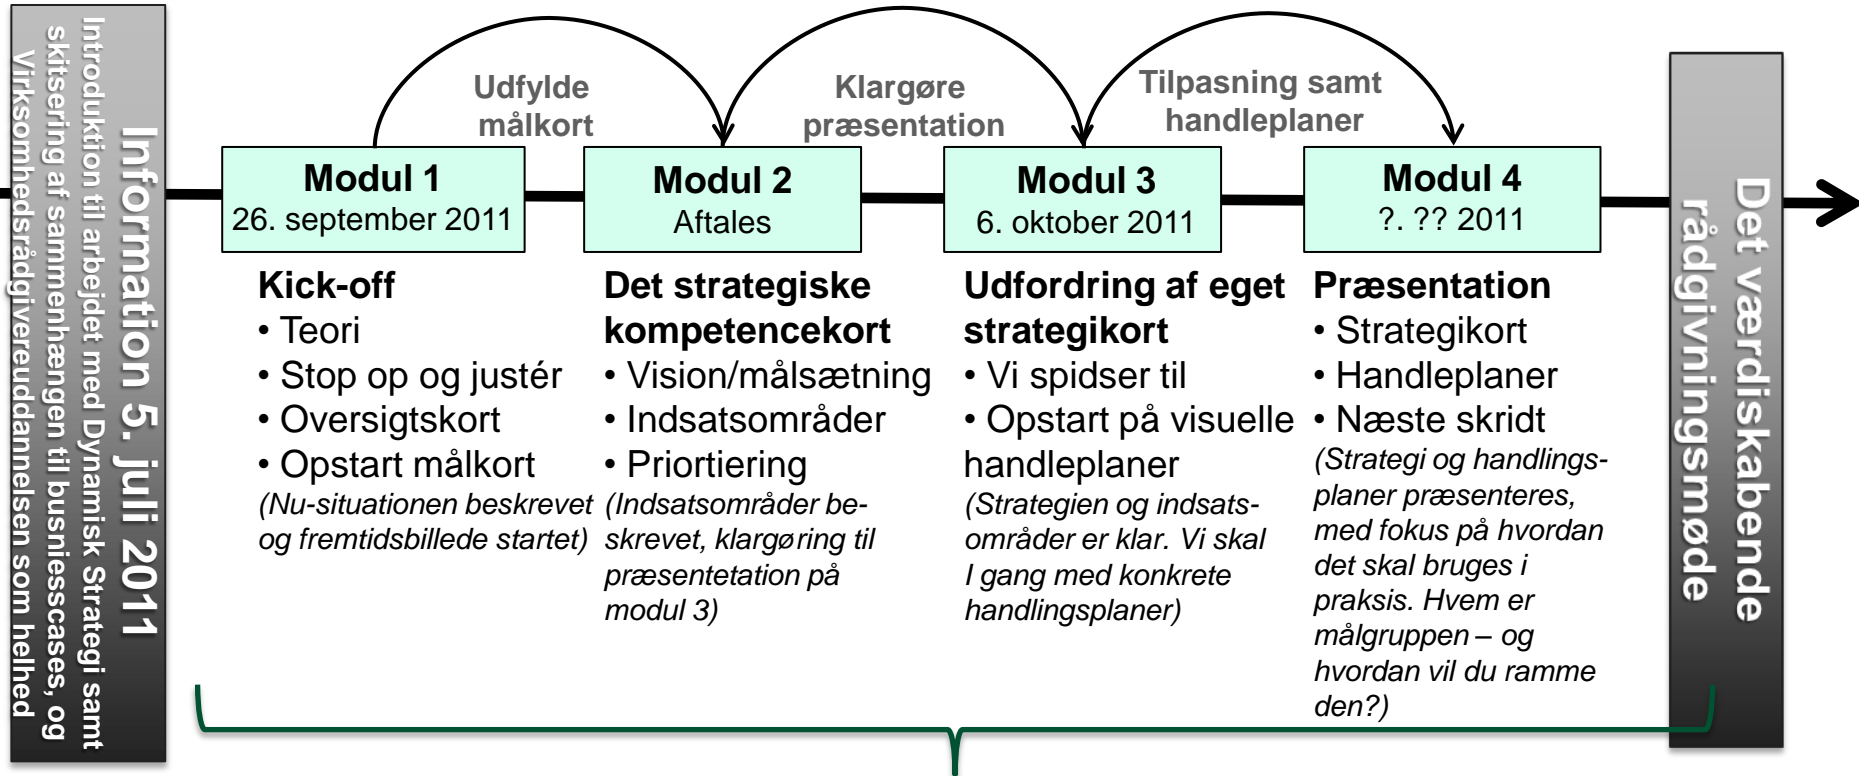 Information 5. juli 2011
Introduktion til arbejdet med Dynamisk Strategi samt
skitsering af sammenhængen til busniesscases, og
Virksomhedsrådgivereuddannelsen som helhed
Udfylde
målkort
Klargøre
præsentation
Tilpasning samt
handleplaner
Modul 1
26. september 2011
Modul 2
Aftales
Modul 3
6. oktober 2011
Modul 4
?. ?? 2011
Kick-off
• Teori
• Stop op og justér
• Oversigtskort
• Opstart målkort
(Nu-situationen beskrevet
og fremtidsbillede startet)
Det strategiske
kompetencekort
• Vision/målsætning
• Indsatsområder
• Priortiering
(Indsatsområder be-
skrevet, klargøring til
præsentetation på
modul 3)
Udfordring af eget
strategikort
• Vi spidser til
• Opstart på visuelle
handleplaner
(Strategien og indsats-
områder er klar. Vi skal
I gang med konkrete
handlingsplaner)
Præsentation
• Strategikort
• Handleplaner
• Næste skridt
(Strategi og handlings-
planer præsenteres,
med fokus på hvordan
det skal bruges i
praksis. Hvem er
målgruppen – og
hvordan vil du ramme
den?)
Det værdiskabende
rådgivningsmøde